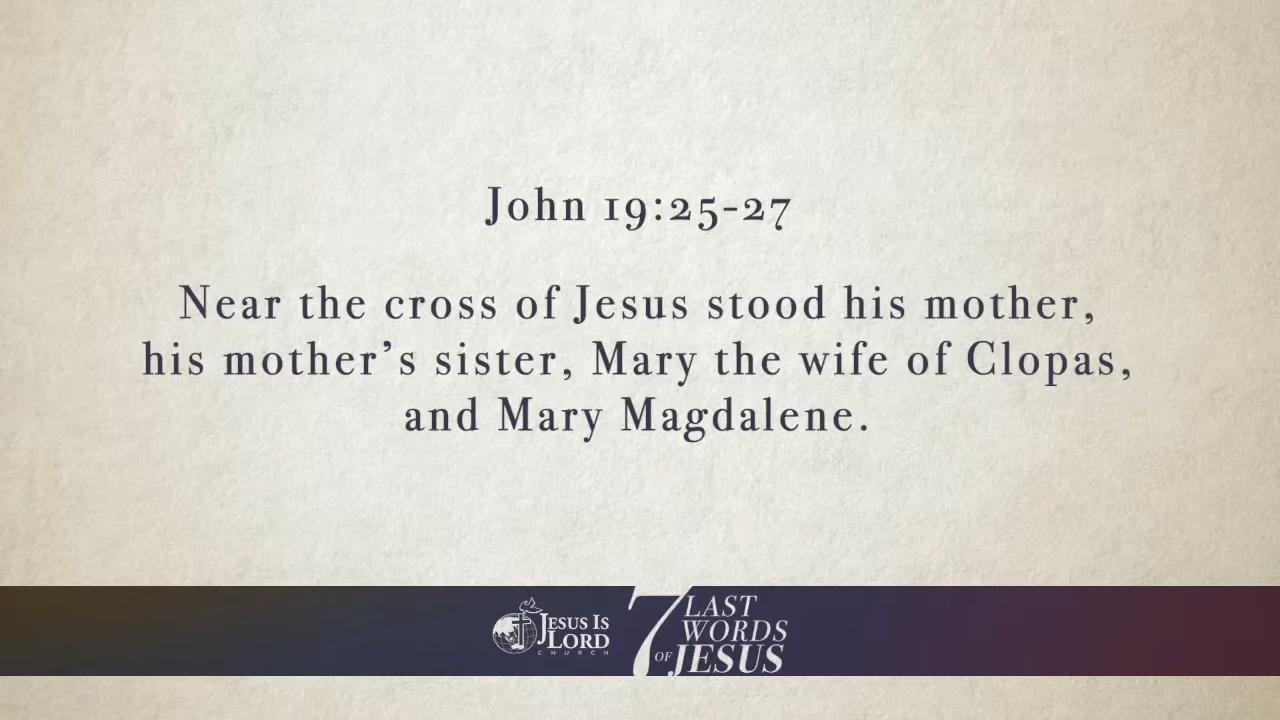 John 19:25-27
Near the cross of Jesus stood his mother,
his mother’s sister, Mary the wife of Clopas,
and Mary Magdalene.
JESUS IS
LORD
CHURCH
7 LAST
WORDS
OF JESUS